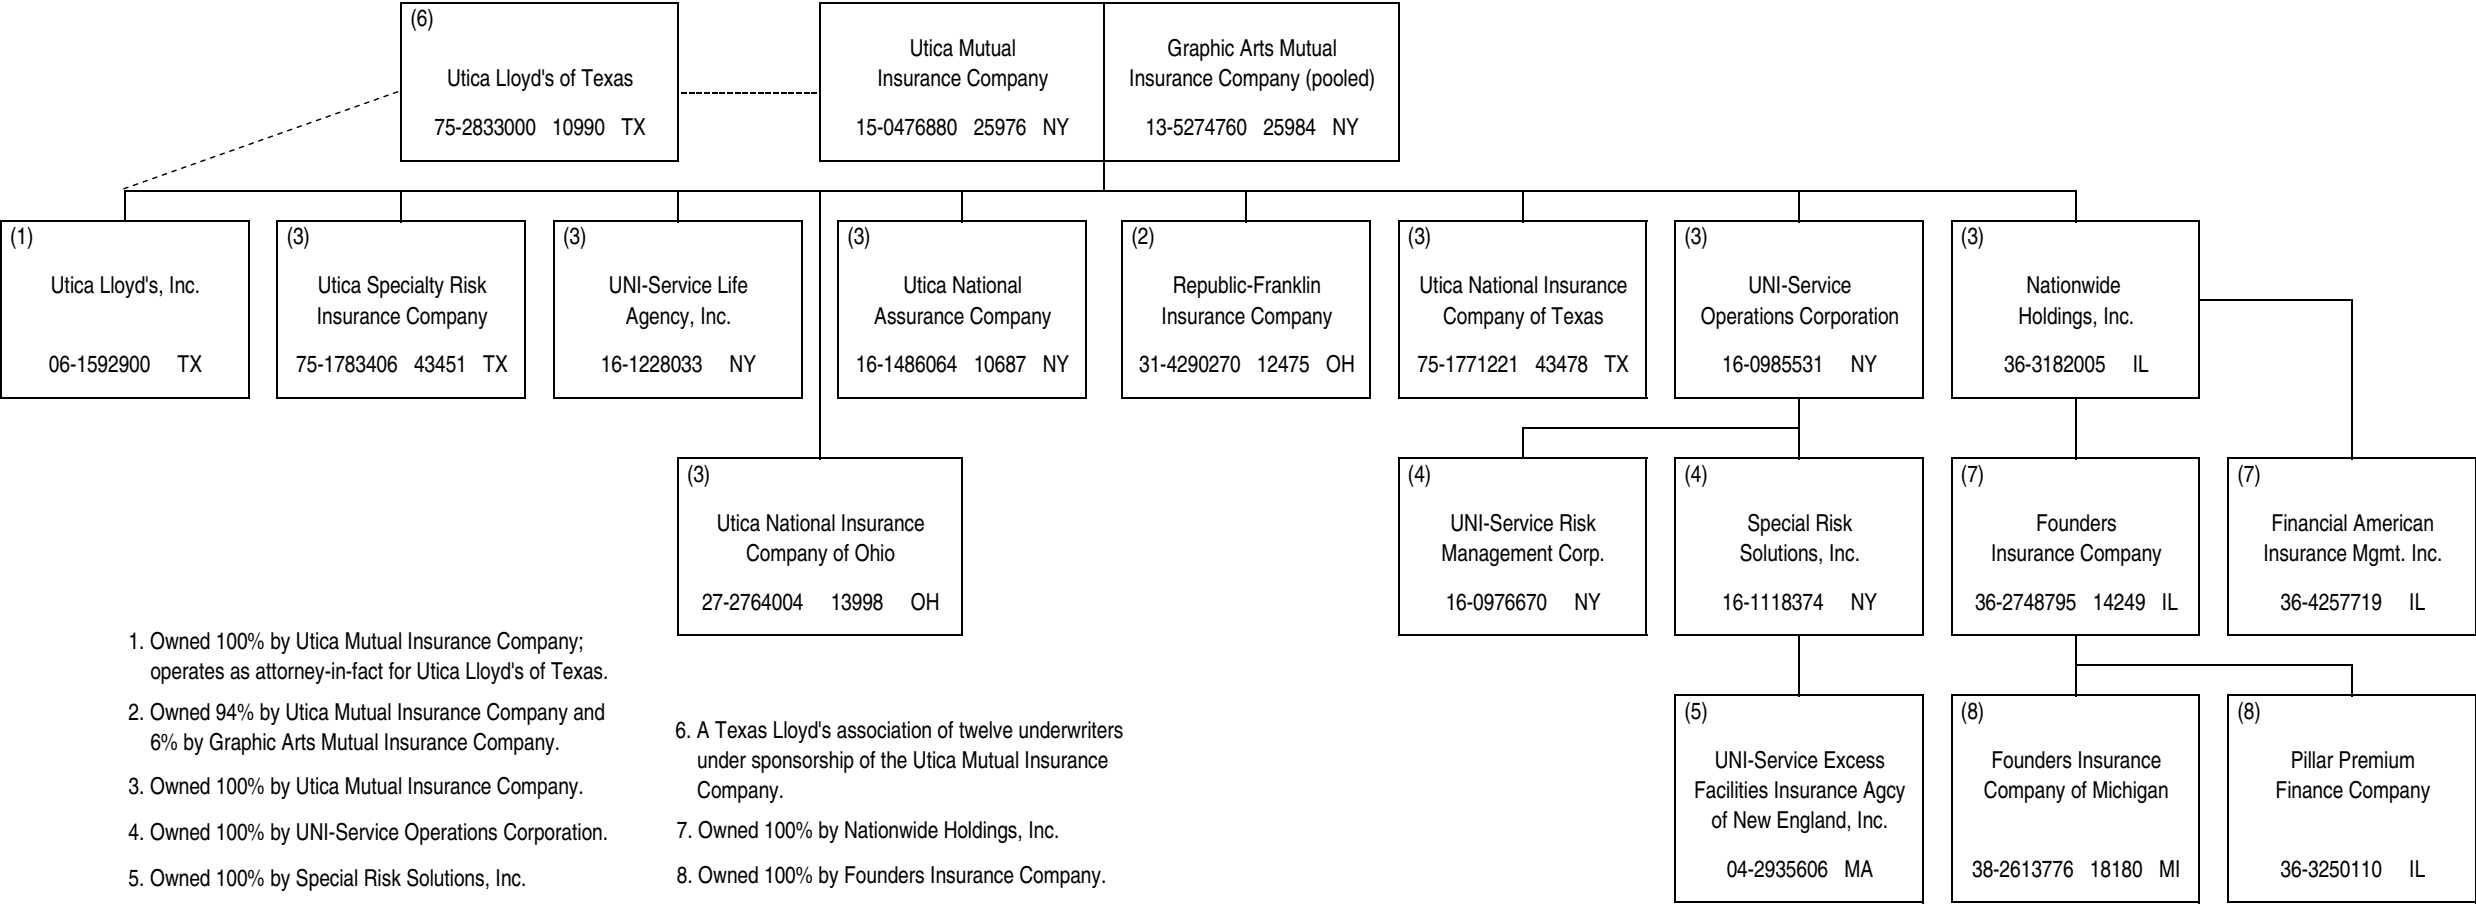 (6)
Utica Lloyd's of Texas
75-2833000 10990 TX
Utica Mutual
Insurance Company
15-0476880 25976 NY
Graphic Arts Mutual
Insurance Company (pooled)
13-5274760 25984 NY
(1)
Utica Lloyd's, Inc.
06-1592900 TX
(3)
Utica Specialty Risk
Insurance Company
75-1783406 43451 TX
(3)
UNI-Service Life
Agency, Inc.
16-1228033 NY
(3)
Utica National
Assurance Company
16-1486064 10687 NY
(2)
Republic-Franklin
Insurance Company
31-4290270 12475 OH
(3)
Utica National Insurance
Company of Texas
75-1771221 43478 TX
(3)
UNI-Service
Operations Corporation
16-0985531 NY
(3)
Nationwide
Holdings, Inc.
36-3182005 IL
(3)
Utica National Insurance
Company of Ohio
27-2764004 13998 OH
(4)
UNI-Service Risk
Management Corp.
16-0976670 NY
(4)
Special Risk
Solutions, Inc.
16-1118374 NY
(7)
Founders
Insurance Company
36-2748795 14249 IL
(7)
Financial American
Insurance Mgmt. Inc.
36-4257719 IL
(5)
UNI-Service Excess
Facilities Insurance Agcy
of New England, Inc.
04-2935606 MA
(8)
Founders Insurance
Company of Michigan
38-2613776 18180 MI
(8)
Pillar Premium
Finance Company
36-3250110 IL
1. Owned 100% by Utica Mutual Insurance Company;
operates as attorney-in-fact for Utica Lloyd's of Texas.
2. Owned 94% by Utica Mutual Insurance Company and
6% by Graphic Arts Mutual Insurance Company.
3. Owned 100% by Utica Mutual Insurance Company.
4. Owned 100% by UNI-Service Operations Corporation.
5. Owned 100% by Special Risk Solutions, Inc.
6. A Texas Lloyd's association of twelve underwriters
under sponsorship of the Utica Mutual Insurance
Company.
7. Owned 100% by Nationwide Holdings, Inc.
8. Owned 100% by Founders Insurance Company.